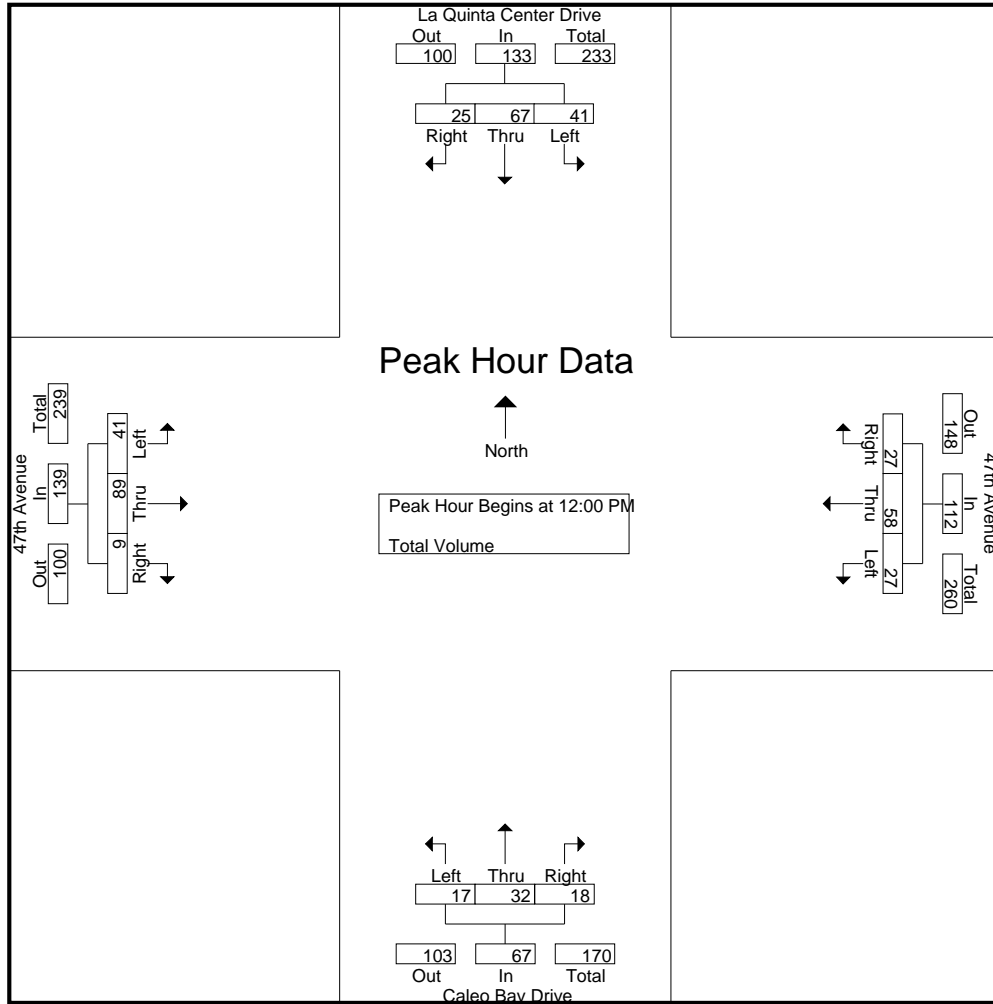 La Quinta Center Drive
Out In Total
100 133 233
25 67 41
Right Thru Left
Peak Hour Data
North
Peak Hour Begins at 12:00 PM
Total Volume
47th Avenue
Total In Out
239 139 100
41 89 9
Left Thru Right
47th Avenue
Out In Total
148 112 260
27 58 27
Right Thru Left
Left Thru Right
17 32 18
103 67 170
Out In Total
Caleo Bay Drive